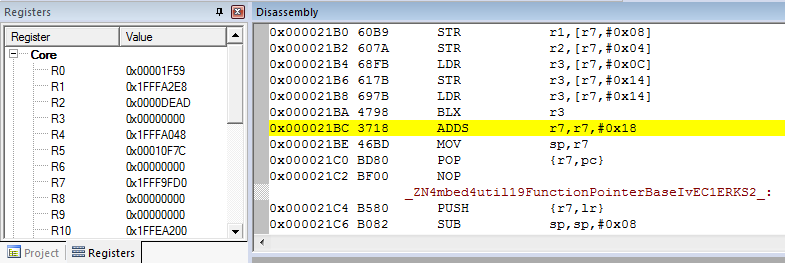 Registers
Register Value
Core
R0 0x00001F59
R1 0x1FFFA2E8
R2 0x0000DEAD
R3 0x00000000
R4 0x1FFFA048
R5 0x00010F7C
R6 0x00000000
R7 0x1FFF9FD0
R8 0x00000000
R9 0x00000000
R10 0x1FFEA200
Project Registers
Disassembly
0x000021B0 60B9 STR r1,[r7,#0x08]
0x000021B2 607A STR r2,[r7,#0x04]
0x000021B4 68FB LDR r3,[r7,#0x0C]
0x000021B6 617B STR r3,[r7,#0x14]
0x000021B8 697B LDR r3,[r7,#0x14]
0x000021BA 4798 BLX r3
0x000021BC 3718 ADDS r7,r7,#0x18
0x000021BE 46BD MOV sp,r7
0x000021C0 BD80 POP {r7,pc}
0x000021C2 BF00 NOP
_ZN4mbed4util19FunctionPointerBaseIvEC1ERKS2_:
0x000021C4 B580 PUSH {r7,lr}
0x000021C6 B082 SUB sp,sp,#0x08